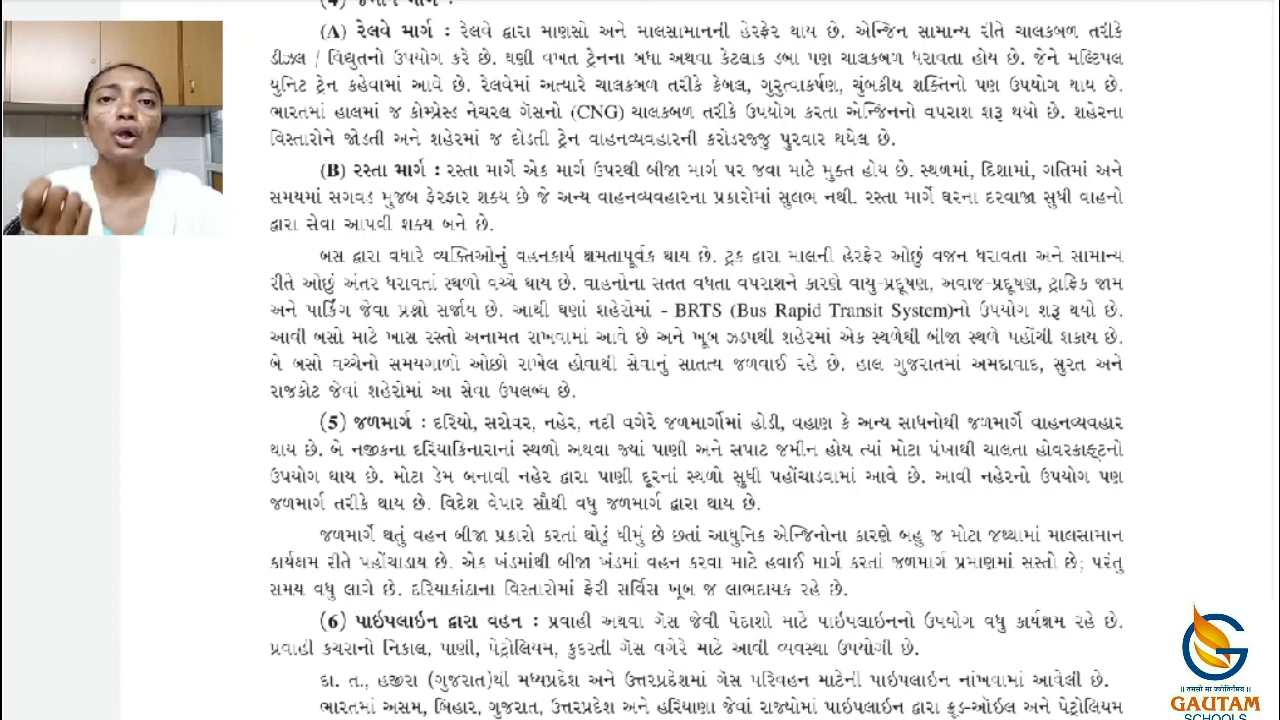 (A) રેલવે માર્ગ : રેલવે દ્વારા માણસો અને માલસામાનની હેરફેર થાય છે. એન્જિન સામાન્ય રીતે ચાલકબળ તરીકે
ડીઝલ / વિદ્યુતનો ઉપયોગ કરે છે. ઘણી વખત ટ્રેનના બધા અથવા કેટલાક ડબા પણ ચાલકબળ ધરાવતા હોય છે. જેને મલ્ટિપલ
યુનિટ ટ્રેન કહેવામાં આવે છે. રેલવેમાં અત્યારે ચાલકબળ તરીકે કેબલ, ગુરુત્વાકર્ષણ, ચુંબકીય શક્તિનો પણ ઉપયોગ થાય છે.
ભારતમાં હાલમાં જ કોમ્પ્રેસ્ડ નેચરલ ગૅસનો (CNG) ચાલકબળ તરીકે ઉપયોગ કરતા એન્જિનનો વપરાશ શરૂ થયો છે. શહેરના
વિસ્તારોને જોડતી અને શહેરમાં જ દોડતી ટ્રેન વાહનવ્યવહારની કરોડરજ્જુ પુરવાર થયેલ છે.
(B) રસ્તા માર્ગ : રસ્તા માર્ગે એક માર્ગ ઉપરથી બીજા માર્ગ પર જવા માટે મુક્ત હોય છે. સ્થળમાં, દિશામાં, ગતિમાં અને
સમયમાં સગવડ મુજબ ફેરફાર શક્ય છે જે અન્ય વાહનવ્યવહારના પ્રકારોમાં સુલભ નથી. રસ્તા માર્ગે ઘરના દરવાજા સુધી વાહનો
દ્વારા સેવા આપવી શક્ય બને છે.
બસ દ્વારા વધારે વ્યક્તિઓનું વહનકાર્ય ક્ષમતાપૂર્વક થાય છે. ટ્રક દ્વારા માલની હેરફેર ઓછું વજન ધરાવતા અને સામાન્ય
રીતે ઓછું અંતર ધરાવતાં સ્થળો વચ્ચે થાય છે. વાહનોના સતત વધતા વપરાશને કારણે વાયુ-પ્રદૂષણ, અવાજ-પ્રદૂષણ, ટ્રાફિક જામ
અને પાર્કિંગ જેવા પ્રશ્નો સર્જાય છે. આથી ઘણાં શહેરોમાં - BRTS (Bus Rapid Transit System)નો ઉપયોગ શરૂ થયો છે.
આવી બસો માટે ખાસ રસ્તો અનામત રાખવામાં આવે છે અને ખૂબ ઝડપથી શહેરમાં એક સ્થળેથી બીજા સ્થળે પહોંચી શકાય છે.
બે બસો વચ્ચેનો સમયગાળો ઓછો રાખેલ હોવાથી સેવાનું સાતત્ય જળવાઈ રહે છે. હાલ ગુજરાતમાં અમદાવાદ, સુરત અને
રાજકોટ જેવાં શહેરોમાં આ સેવા ઉપલબ્ધ છે.
(5) જળમાર્ગ : દરિયો, સરોવર, નહેર, નદી વગેરે જળમાર્ગોમાં હોડી, વહાણ કે અન્ય સાધનોથી જળમાર્ગે વાહનવ્યવહાર
થાય છે. બે નજીકના દરિયાકિનારાનાં સ્થળો અથવા જ્યાં પાણી અને સપાટ જમીન હોય ત્યાં મોટા પંખાથી ચાલતા હોવરક્રાફ્ટનો
ઉપયોગ થાય છે. મોટા ડેમ બનાવી નહેર દ્વારા પાણી દૂરનાં સ્થળો સુધી પહોંચાડવામાં આવે છે. આવી નહેરનો ઉપયોગ પણ
જળમાર્ગ તરીકે થાય છે. વિદેશ વેપાર સૌથી વધુ જળમાર્ગ દ્વારા થાય છે.
જળમાર્ગે થતું વહન બીજા પ્રકારો કરતાં થોડું ધીમું છે છતાં આધુનિક એન્જિનોના કારણે બહુ જ મોટા જથ્થામાં માલસામાન
કાર્યક્ષમ રીતે પહોંચાડાય છે. એક ખંડમાંથી બીજા ખંડમાં વહન કરવા માટે હવાઈ માર્ગ કરતાં જળમાર્ગ પ્રમાણમાં સસ્તો છે; પરંતુ
સમય વધુ લાગે છે. દરિયાકાંઠાના વિસ્તારોમાં ફેરી સર્વિસ ખૂબ જ લાભદાયક રહે છે.
(6) પાઇપલાઇન દ્વારા વહન : પ્રવાહી અથવા ગૅસ જેવી પેદાશો માટે પાઇપલાઇનનો ઉપયોગ વધુ કાર્યક્ષમ રહે છે.
પ્રવાહી કચરાનો નિકાલ, પાણી, પેટ્રોલિયમ, કુદરતી ગૅસ વગેરે માટે આવી વ્યવસ્થા ઉપયોગી છે.
દા. ત., હજીરા (ગુજરાત)થી મધ્યપ્રદેશ અને ઉત્તરપ્રદેશમાં ગૅસ પરિવહન માટેની પાઇપલાઇન નાંખવામાં આવેલી છે.
ભારતમાં અસમ, બિહાર, ગુજરાત, ઉત્તરપ્રદેશ અને હરિયાણા જેવાં રાજ્યોમાં પાઇપલાઇન દ્વારા ક્રૂડ-ઑઇલ અને પેટ્રોલિયમ
|| तमसो मा ज्योतिर्गमय ||
GAUTAM
SCHOOLS